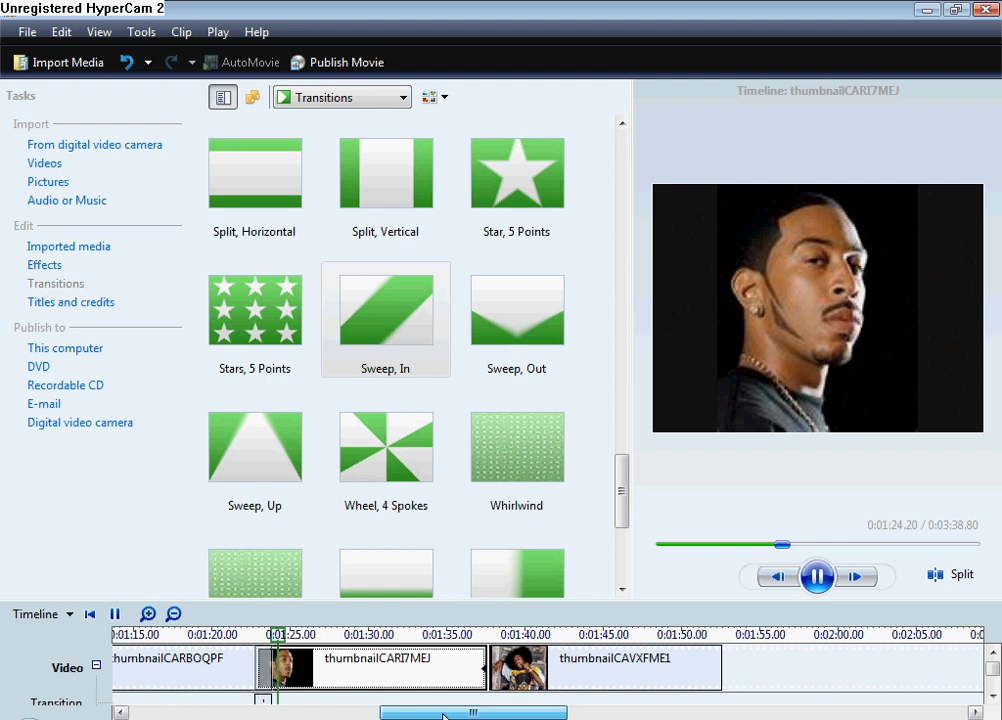 Unregistered HyperCam 2
File Edit View Tools Clip Play Help
Import Media AutoMovie Publish Movie
Tasks
Transitions
Timeline: thumbnailCARI7MEJ
Import
From digital video camera
Videos
Pictures
Audio or Music
Edit
Imported media
Effects
Transitions
Titles and credits
Publish to
This computer
DVD
Recordable CD
E-mail
Digital video camera
Split, Horizontal Split, Vertical Star, 5 Points
Stars, 5 Points Sweep, In Sweep, Out
Sweep, Up Wheel, 4 Spokes Whirlwind
0:01:24.20 / 0:03:38.80
Split
Timeline
0:01:15.00 0:01:20.00 0:01:25.00 0:01:30.00 0:01:35.00 0:01:40.00 0:01:45.00 0:01:50.00 0:01:55.00 0:02:00.00 0:02:05.00
Video thumbnailCARBOQPF thumbnailCARI7MEJ thumbnailCAVXFME1
Transition